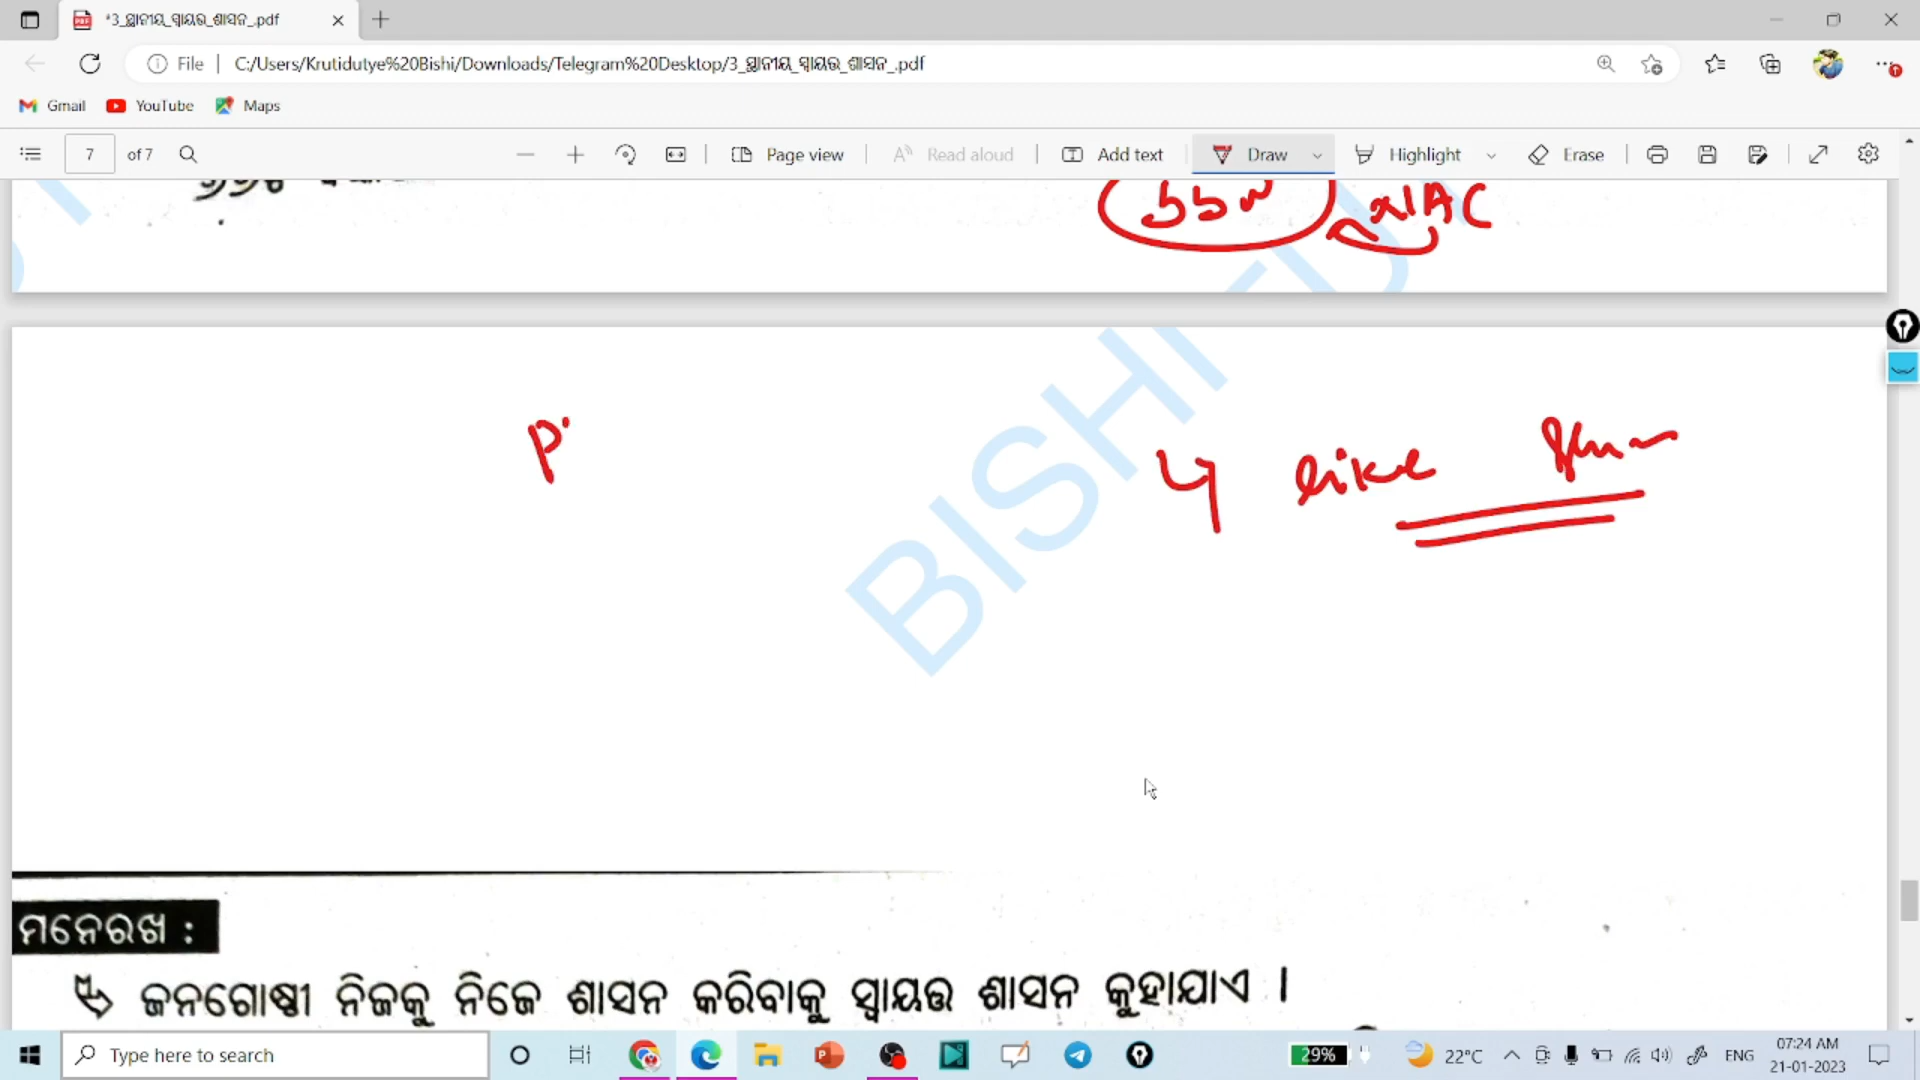 *3_ସ୍ଥାନୀୟ_ସ୍ୱାୟତ୍ତ_ଶାସନ_.pdf
File
C:/Users/Krutidutye%20Bishi/Downloads/Telegram%20Desktop/3_ସ୍ଥାନୀୟ_ସ୍ୱାୟତ୍ତ_ଶାସନ_.pdf
Gmail YouTube Maps
7 of 7 Page view Read aloud Add text Draw Highlight Erase
like
BISHI
ମନେରଖ :
ଜନଗୋଷ୍ଠୀ ନିଜକୁ ନିଜେ ଶାସନ କରିବାକୁ ସ୍ୱାୟତ୍ତ ଶାସନ କୁହାଯାଏ ।
Type here to search 29% 22°C ENG 07:24 AM
21-01-2023